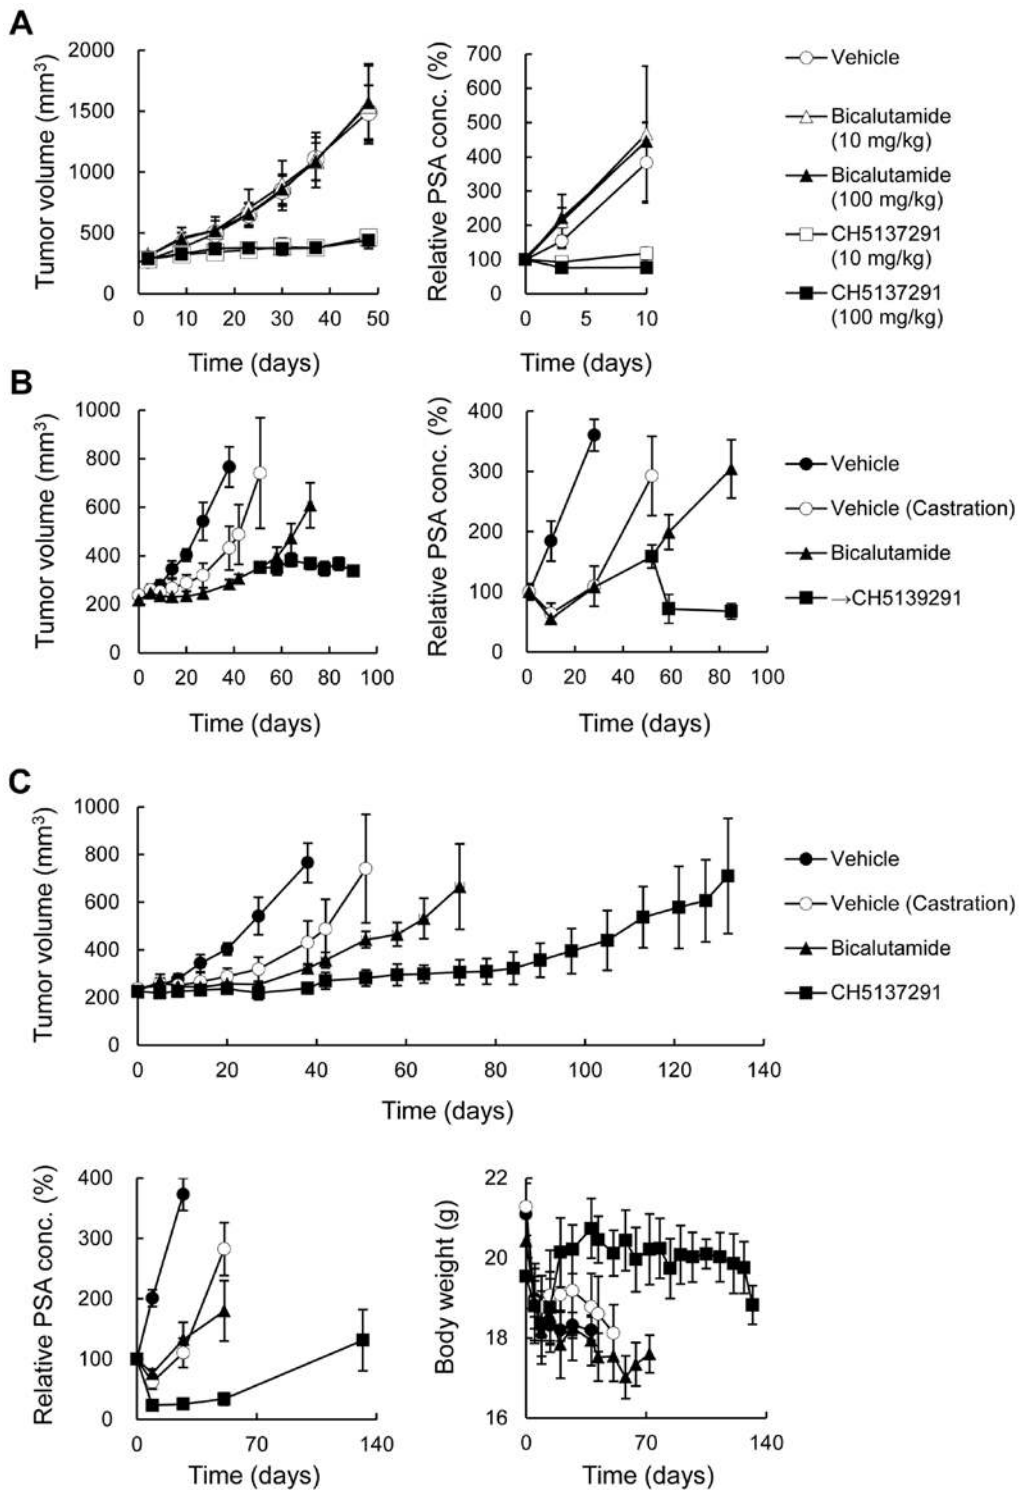 A
Tumor volume (mm³)
2000
1500
1000
500
0
0 10 20 30 40 50
Time (days)
Relative PSA conc. (%)
700
600
500
400
300
200
100
0
0 5 10
Time (days)
Vehicle
Bicalutamide
(10 mg/kg)
Bicalutamide
(100 mg/kg)
CH5137291
(10 mg/kg)
CH5137291
(100 mg/kg)
B
Tumor volume (mm³)
1000
800
600
400
200
0
0 20 40 60 80 100
Time (days)
Relative PSA conc. (%)
400
300
200
100
0
0 20 40 60 80 100
Time (days)
Vehicle
Vehicle (Castration)
Bicalutamide
→CH5139291
C
Tumor volume (mm³)
1000
800
600
400
200
0
0 20 40 60 80 100 120 140
Time (days)
Vehicle
Vehicle (Castration)
Bicalutamide
CH5137291
Relative PSA conc. (%)
400
300
200
100
0
0 70 140
Time (days)
Body weight (g)
22
20
18
16
0 70 140
Time (days)